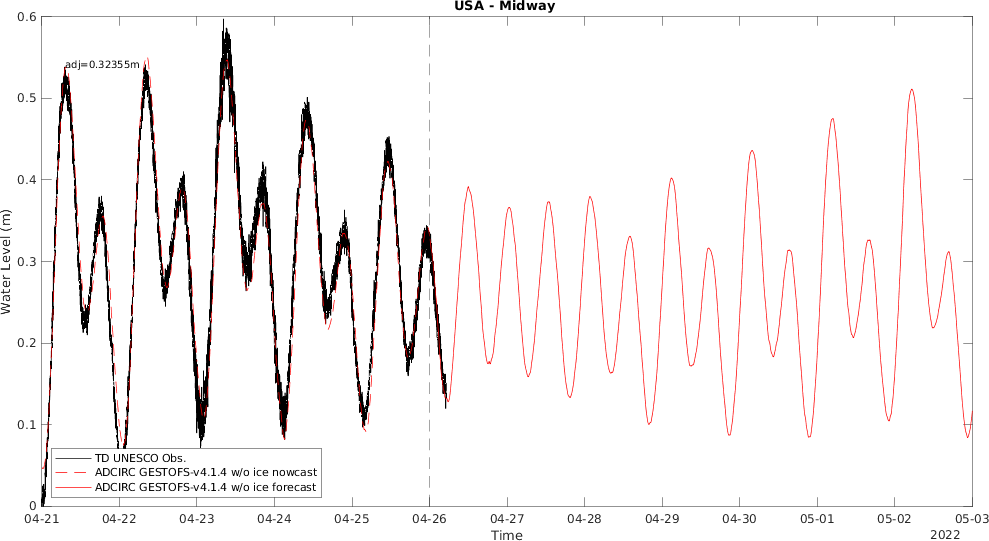 USA - Midway
0.6
0.5
0.4
0.3
0.2
0.1
0
Water Level (m)
adj=0.32355m
TD UNESCO Obs.
ADCIRC GESTOFS-v4.1.4 w/o ice nowcast
ADCIRC GESTOFS-v4.1.4 w/o ice forecast
04-21 04-22 04-23 04-24 04-25 04-26 04-27 04-28 04-29 04-30 05-01 05-02 05-03
Time
2022